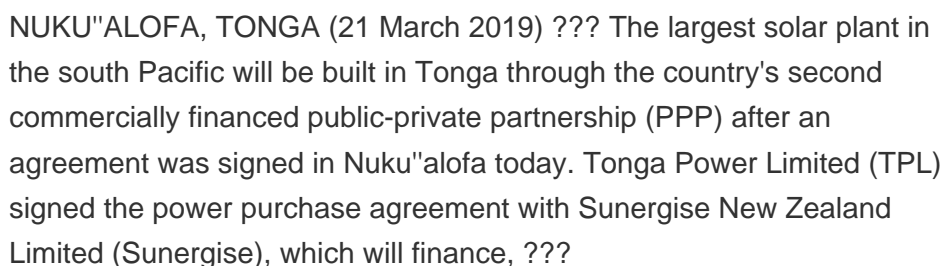 NUKU"ALOFA, TONGA (21 March 2019) ??? The largest solar plant in
the south Pacific will be built in Tonga through the country's second
commercially financed public-private partnership (PPP) after an
agreement was signed in Nuku"alofa today. Tonga Power Limited (TPL)
signed the power purchase agreement with Sunergise New Zealand
Limited (Sunergise), which will finance, ???